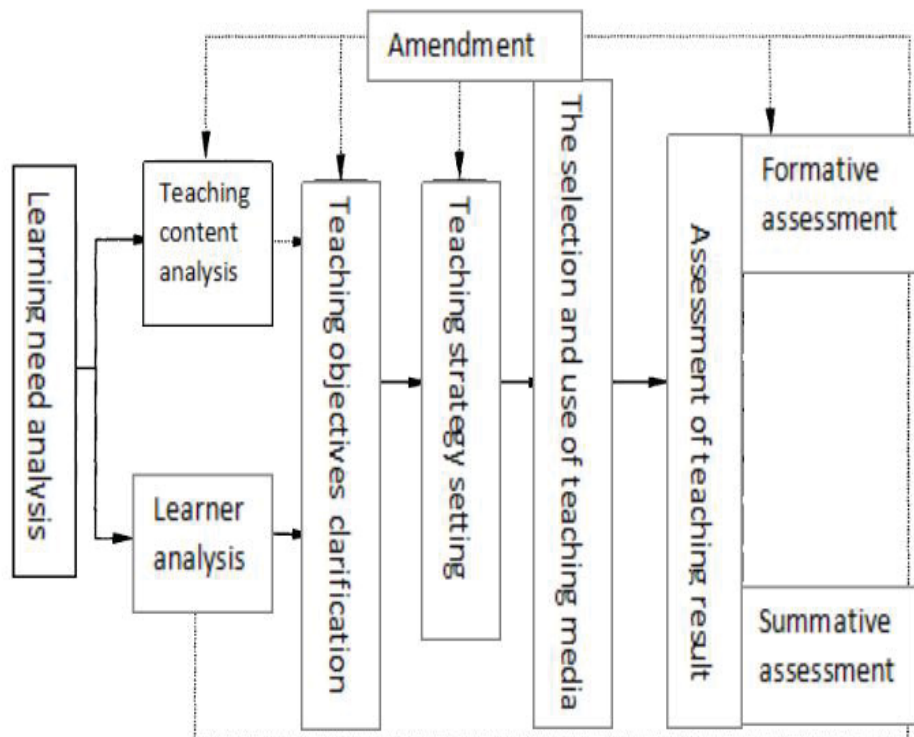 Amendment
Learning need analysis
Teaching
content
analysis
Learner
analysis
Teaching objectives clarification
Teaching strategy setting
The selection and use of teaching media
Assessment of teaching result
Formative
assessment
Summative
assessment